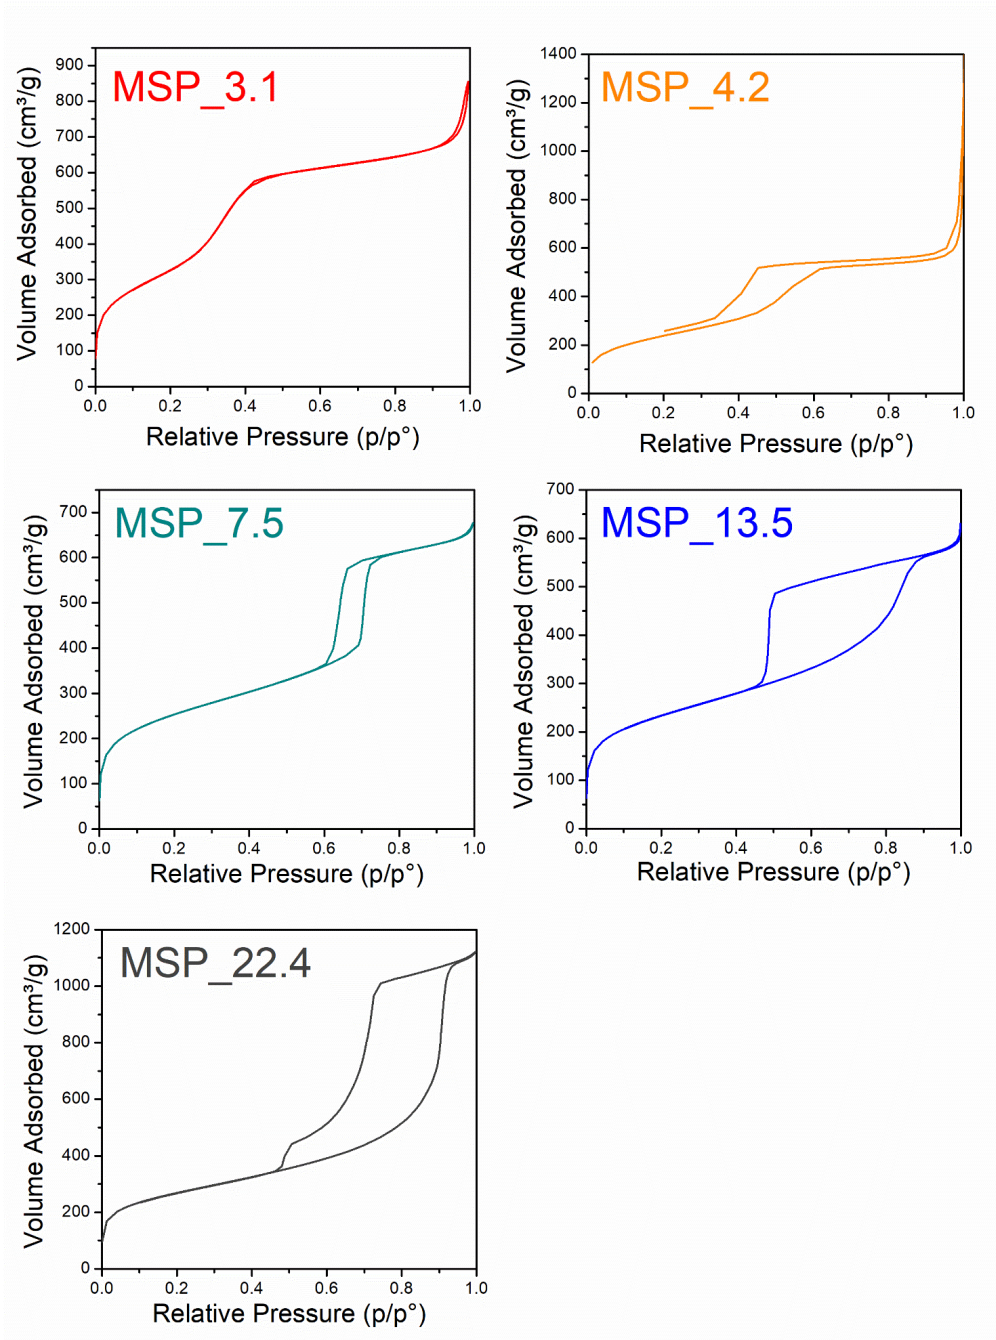 MSP_3.1
Volume Adsorbed (cm³/g)
900
800
700
600
500
400
300
200
100
0
0.0 0.2 0.4 0.6 0.8 1.0
Relative Pressure (p/p°)
MSP_4.2
Volume Adsorbed (cm³/g)
1400
1200
1000
800
600
400
200
0
0.0 0.2 0.4 0.6 0.8 1.0
Relative Pressure (p/p°)
MSP_7.5
Volume Adsorbed (cm³/g)
700
600
500
400
300
200
100
0
0.0 0.2 0.4 0.6 0.8 1.0
Relative Pressure (p/p°)
MSP_13.5
Volume Adsorbed (cm³/g)
700
600
500
400
300
200
100
0
0.0 0.2 0.4 0.6 0.8 1.0
Relative Pressure (p/p°)
MSP_22.4
Volume Adsorbed (cm³/g)
1200
1000
800
600
400
200
0
0.0 0.2 0.4 0.6 0.8 1.0
Relative Pressure (p/p°)